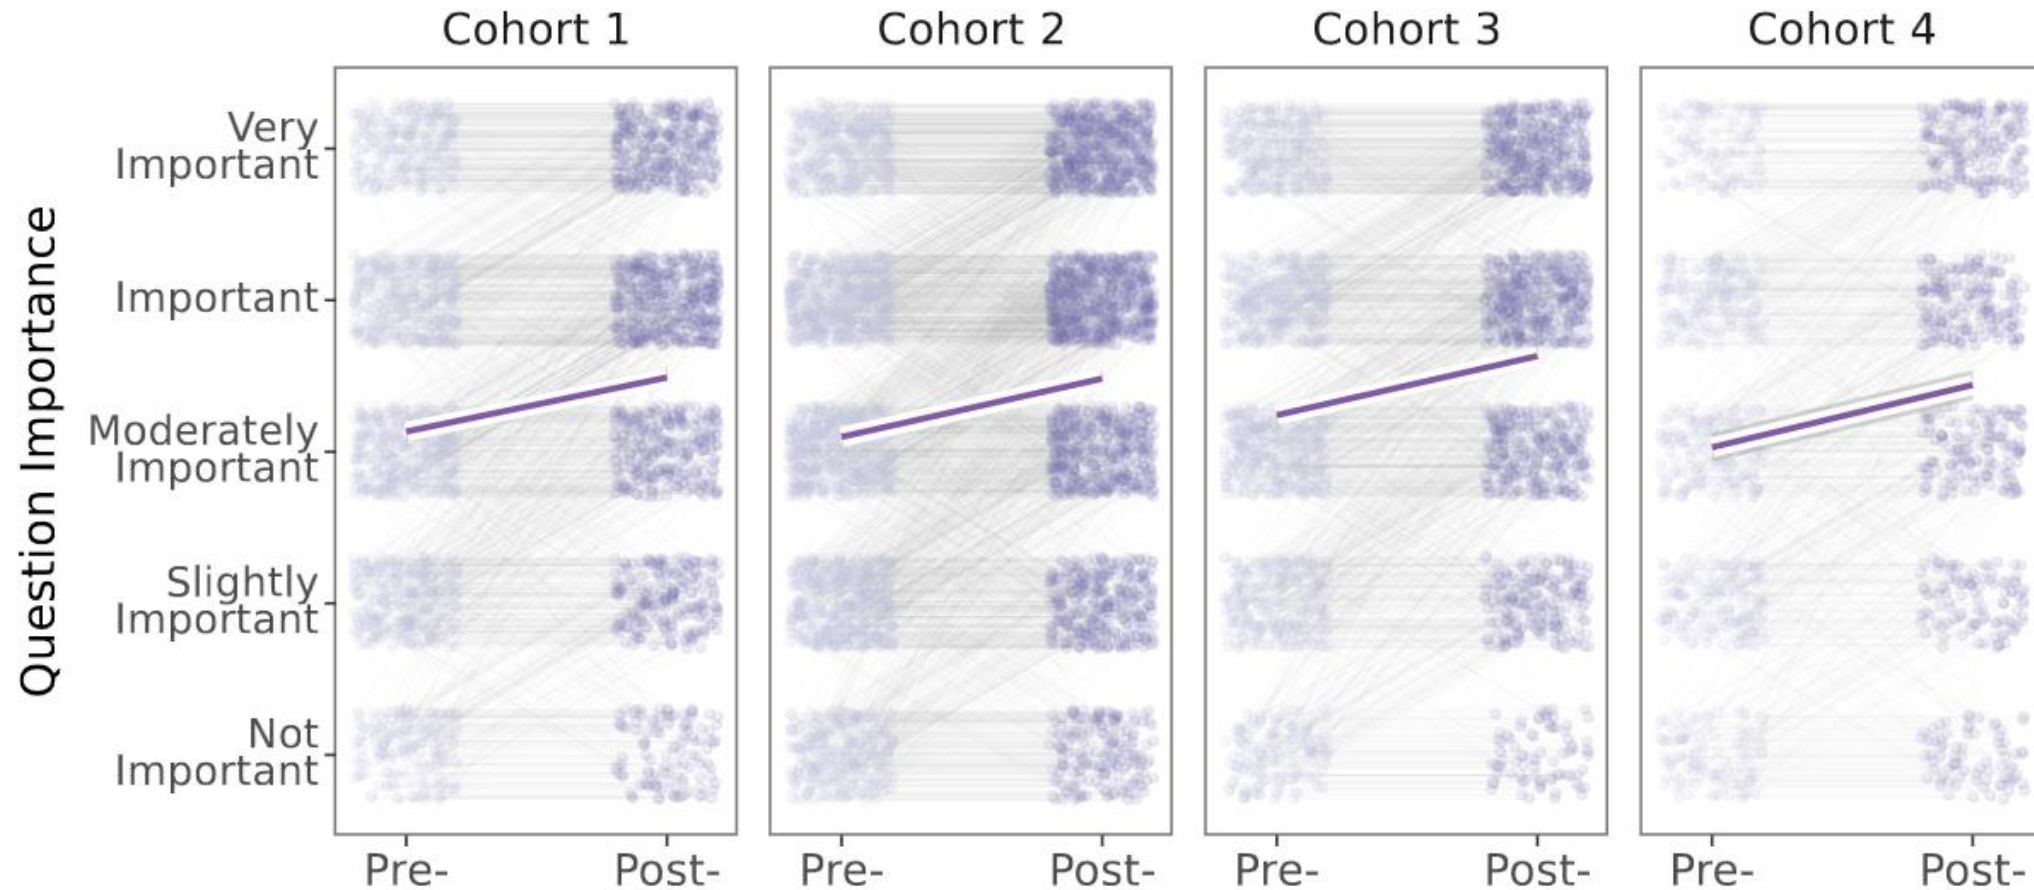 Cohort 1
Cohort 2
Cohort 3
Cohort 4
Question Importance
Very
Important
Important
Moderately
Important
Slightly
Important
Not
Important
Pre-
Post-
Pre-
Post-
Pre-
Post-
Pre-
Post-